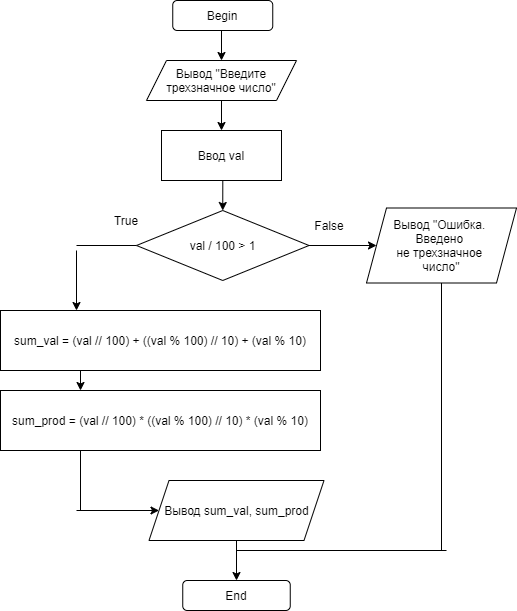 Begin
Вывод "Введите
трехзначное число"
Ввод val
True
False
val / 100 > 1
Вывод "Ошибка.
Введено
не трехзначное
число"
sum_val = (val // 100) + ((val % 100) // 10) + (val % 10)
sum_prod = (val // 100) * ((val % 100) // 10) * (val % 10)
Вывод sum_val, sum_prod
End